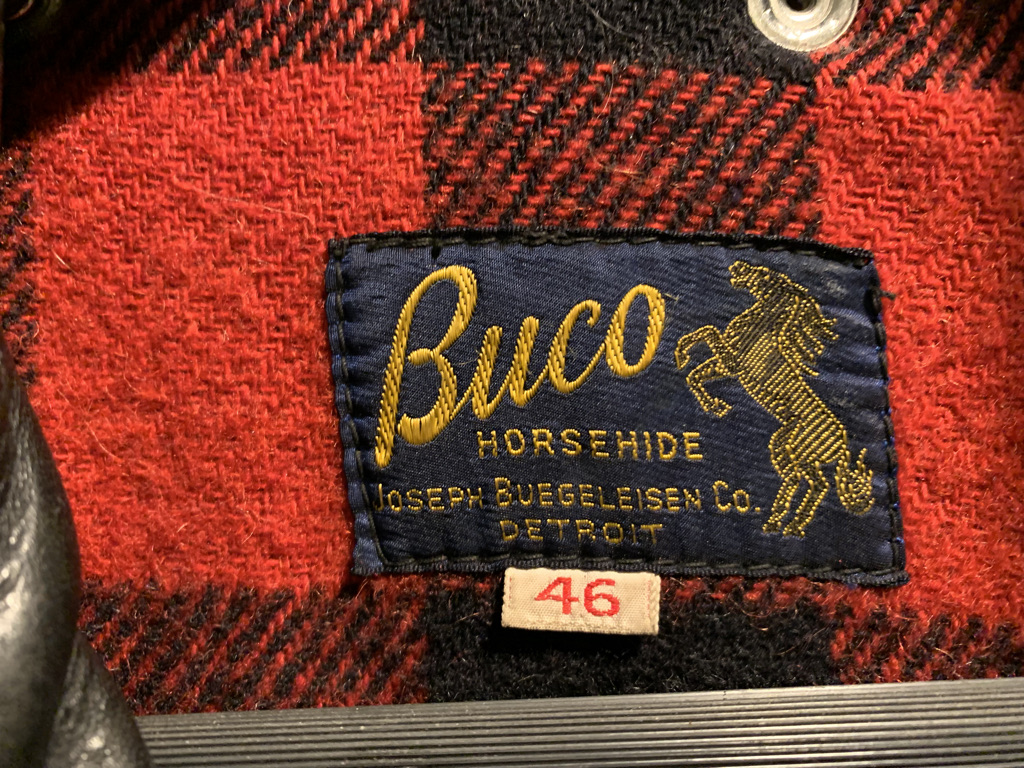 Buco
HORSEHIDE
JOSEPH BUEGELEISEN CO.
DETROIT
46